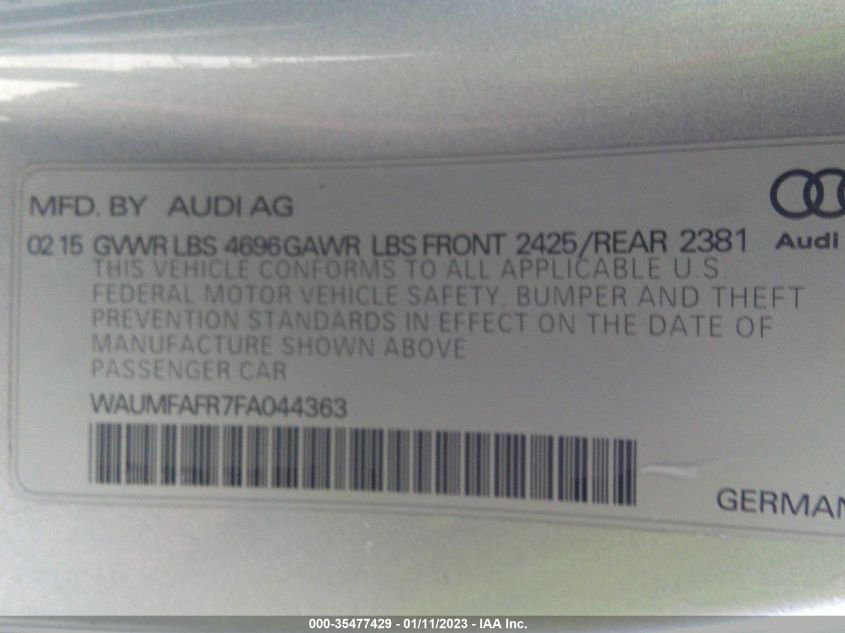 MFD. BY AUDI AG
02 15 GVWR LBS 4696 GAWR LBS FRONT 2425/REAR 2381
Audi
THIS VEHICLE CONFORMS TO ALL APPLICABLE U.S.
FEDERAL MOTOR VEHICLE SAFETY, BUMPER AND THEFT
PREVENTION STANDARDS IN EFFECT ON THE DATE OF
MANUFACTURE SHOWN ABOVE
PASSENGER CAR
WAUMFAFR7FA044363
GERMAN
000-35477429 - 01/11/2023 - IAA Inc.